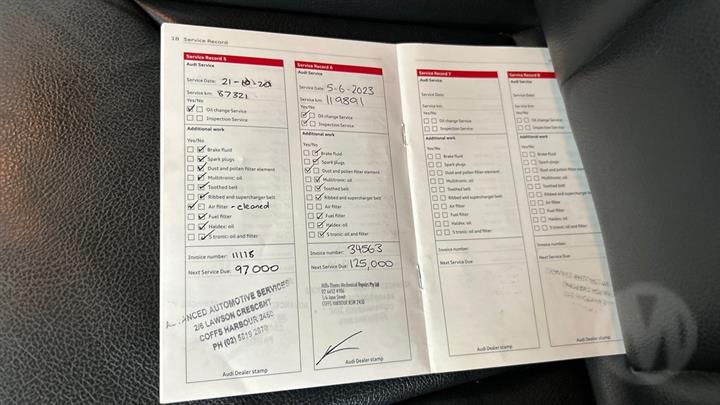 18 Service Record
Service Record 5
Audi Service
Service Date:
Service km: 87321
Yes/No
Oil change Service
Inspection Service
Additional work
Yes/No
Brake fluid
Spark plugs
Dust and pollen filter element
Multitronic: oil
Toothed belt
Ribbed and supercharger belt
Air filter - cleaned
Fuel filter
Haldex: oil
S tronic: oil and filter
Invoice number: 11118
Next Service Due: 97000
ADVANCED AUTOMOTIVE SERVICES
2/6 LAWSON CRESCENT
COFFS HARBOUR 2450
PH (02)
Audi Dealer stamp
Service Record 6
Audi Service
Service Date: 5-6-2023
Service km: 119891
Yes/No
Oil change Service
Inspection Service
Additional work
Yes/No
Brake fluid
Spark plugs
Dust and pollen filter element
Multitronic: oil
Toothed belt
Ribbed and supercharger belt
Air filter
Fuel filter
Haldex: oil
S tronic: oil and filter
Invoice number: 34563
Next Service Due: 125,000
Mechanical Repairs Pty Ltd
COFFS HARBOUR NSW 2450
Audi Dealer stamp
Service Record 7
Audi Service
Service Date:
Service km:
Yes/No
Oil change Service
Inspection Service
Additional work
Yes/No
Brake fluid
Spark plugs
Dust and pollen filter element
Multitronic: oil
Toothed belt
Ribbed and supercharger belt
Air filter
Fuel filter
Haldex: oil
S tronic: oil and filter
Invoice number:
Next Service Due:
Audi Dealer stamp
Service Record 8
Audi Service
Service Date:
Service km:
Yes/No
Oil change Service
Inspection Service
Additional work
Yes/No
Brake fluid
Spark plugs
Dust and pollen filter element
Multitronic: oil
Toothed belt
Ribbed and supercharger
Air filter
Fuel filter
Haldex: oil
S tronic: oil and filter
Invoice number:
Next Service Due:
Audi Dealer stamp